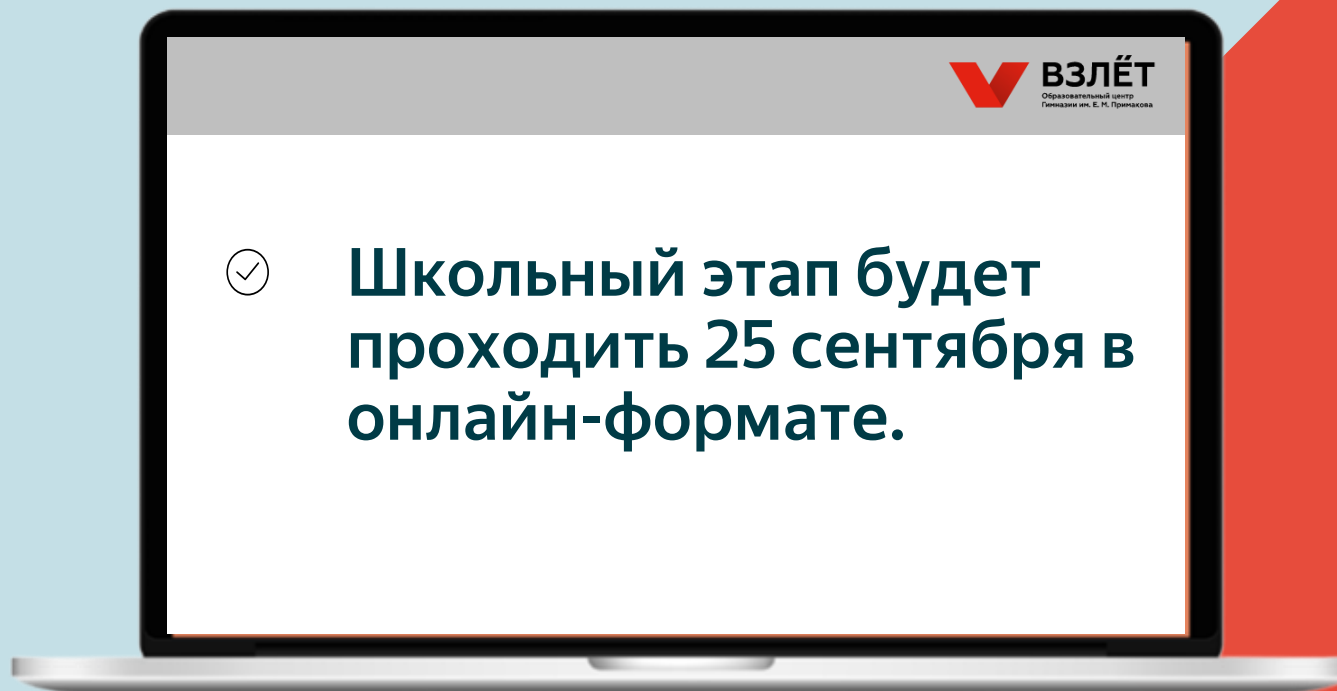 ВЗЛЁТ
Образовательный центр
Гимназии им. Е. М. Примакова
Школьный этап будет
проходить 25 сентября в
онлайн-формате.